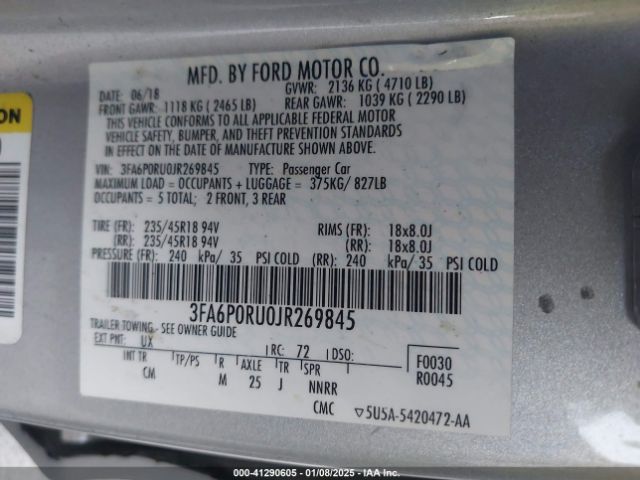 ON
MFD. BY FORD MOTOR CO.
DATE: 06/18 GVWR: 2136 KG ( 4710 LB)
FRONT GAWR: 1118 KG ( 2465 LB) REAR GAWR: 1039 KG ( 2290 LB)
THIS VEHICLE CONFORMS TO ALL APPLICABLE FEDERAL MOTOR
VEHICLE SAFETY, BUMPER, AND THEFT PREVENTION STANDARDS
IN EFFECT ON THE DATE OF MANUFACTURE SHOWN ABOVE.
VIN: 3FA6P0RU0JR269845 TYPE: Passenger Car
MAXIMUM LOAD = OCCUPANTS + LUGGAGE = 375KG/ 827LB
OCCUPANTS = 5 TOTAL; 2 FRONT, 3 REAR
TIRE (FR): 235/45R18 94V RIMS (FR): 18x8.0J
(RR): 235/45R18 94V (RR): 18x8.0J
PRESSURE (FR): 240 kPa/ 35 PSI COLD (RR): 240 kPa/ 35 PSI COLD
3FA6P0RU0JR269845
TRAILER TOWING - SEE OWNER GUIDE
EXT PNT: UX RC: 72 DSO:
INT TR TP/PS R AXLE TR SPR F0030
CM M 25 J NNRR R0045
CMC ▽5U5A-5420472-AA
000-41290605 - 01/08/2025 - IAA Inc.